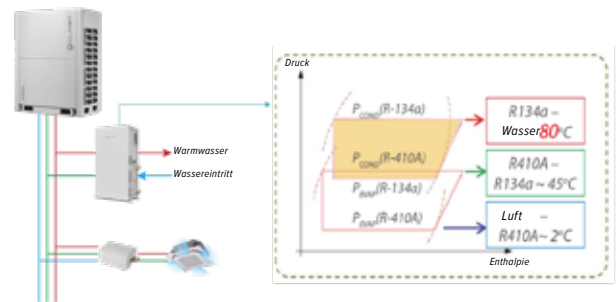 Warmwasser
Wassereintritt
Druck
P_COND(R-134a)
P_COND(R-410A)
P_EVAP(R-134a)
P_EVAP(R-410A)
R134a –
Wasser 80°C
R410A –
R134a ~ 45°C
Luft –
R410A~ 2°C
Enthalpie